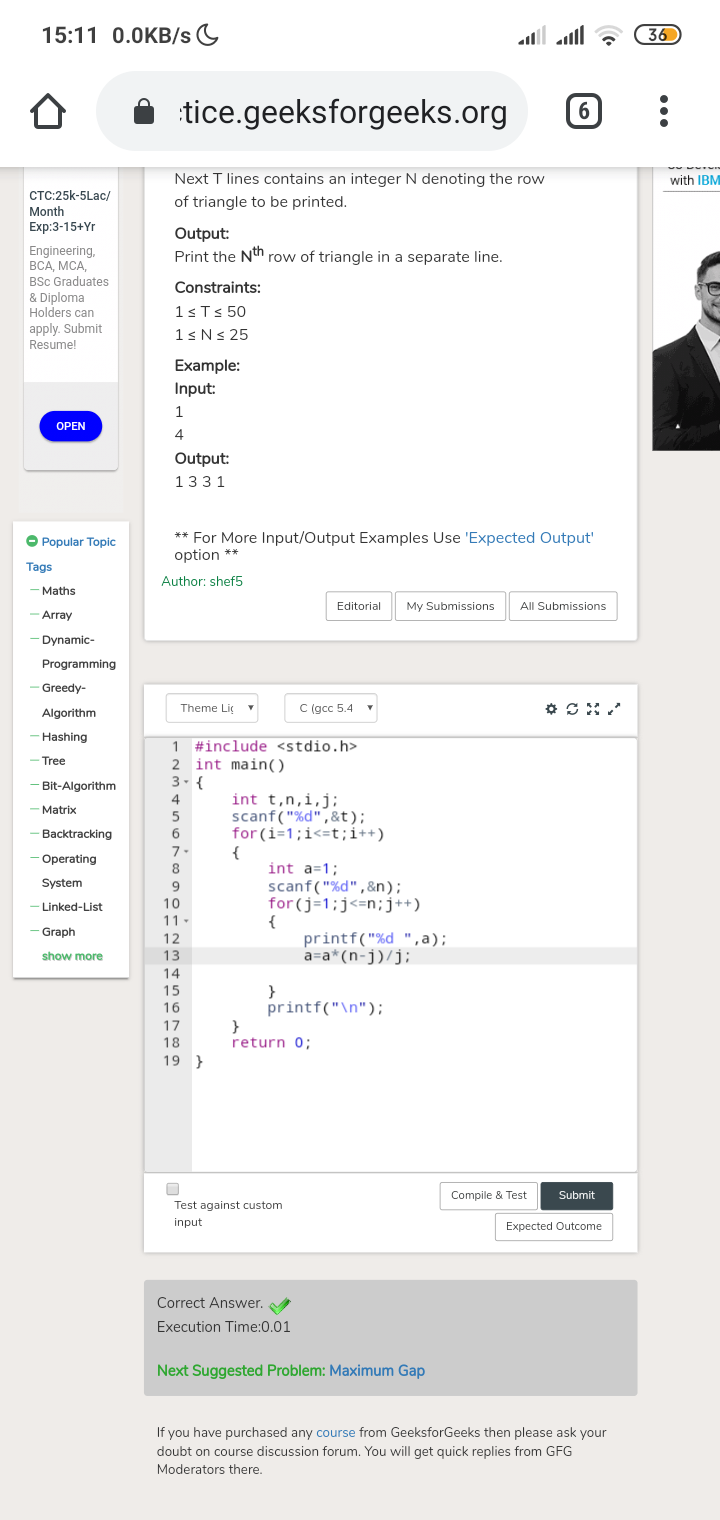 15:11 0.0KB/s
36
tice.geeksforgeeks.org
6
CTC:25k-5Lac/
Month
Exp:3-15+Yr
Engineering,
BCA, MCA,
BSc Graduates
& Diploma
Holders can
apply. Submit
Resume!
OPEN
Popular Topic
Tags
Maths
Array
Dynamic-
Programming
Greedy-
Algorithm
Hashing
Tree
Bit-Algorithm
Matrix
Backtracking
Operating
System
Linked-List
Graph
show more
Next T lines contains an integer N denoting the row
of triangle to be printed.
Output:
Print the Nth row of triangle in a separate line.
Constraints:
1 ≤ T ≤ 50
1 ≤ N ≤ 25
Example:
Input:
1
4
Output:
1 3 3 1
** For More Input/Output Examples Use 'Expected Output'
option **
Author: shef5
Editorial My Submissions All Submissions
with IBM
Theme Lig C (gcc 5.4
1 #include <stdio.h>
2 int main()
3 {
4 int t,n,i,j;
5 scanf("%d",&t);
6 for(i=1;i<=t;i++)
7 {
8 int a=1;
9 scanf("%d",&n);
10 for(j=1;j<=n;j++)
11 {
12 printf("%d ",a);
13 a=a*(n-j)/j;
14
15 }
16 printf("\n");
17 }
18 return 0;
19 }
Test against custom
input
Compile & Test Submit
Expected Outcome
Correct Answer.
Execution Time:0.01
Next Suggested Problem: Maximum Gap
If you have purchased any course from GeeksforGeeks then please ask your
doubt on course discussion forum. You will get quick replies from GFG
Moderators there.